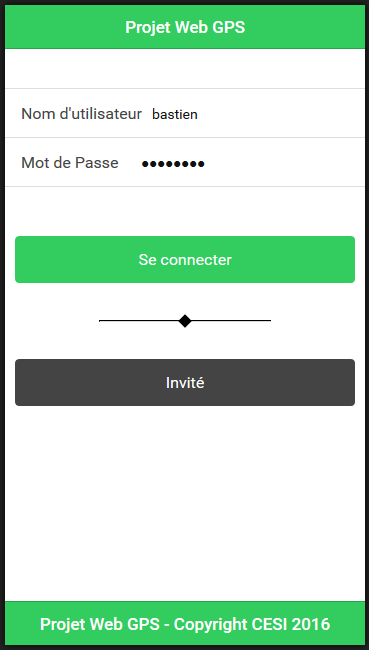 Projet Web GPS
Nom d'utilisateur bastien
Mot de Passe ●●●●●●●●
Se connecter
Invité
Projet Web GPS - Copyright CESI 2016